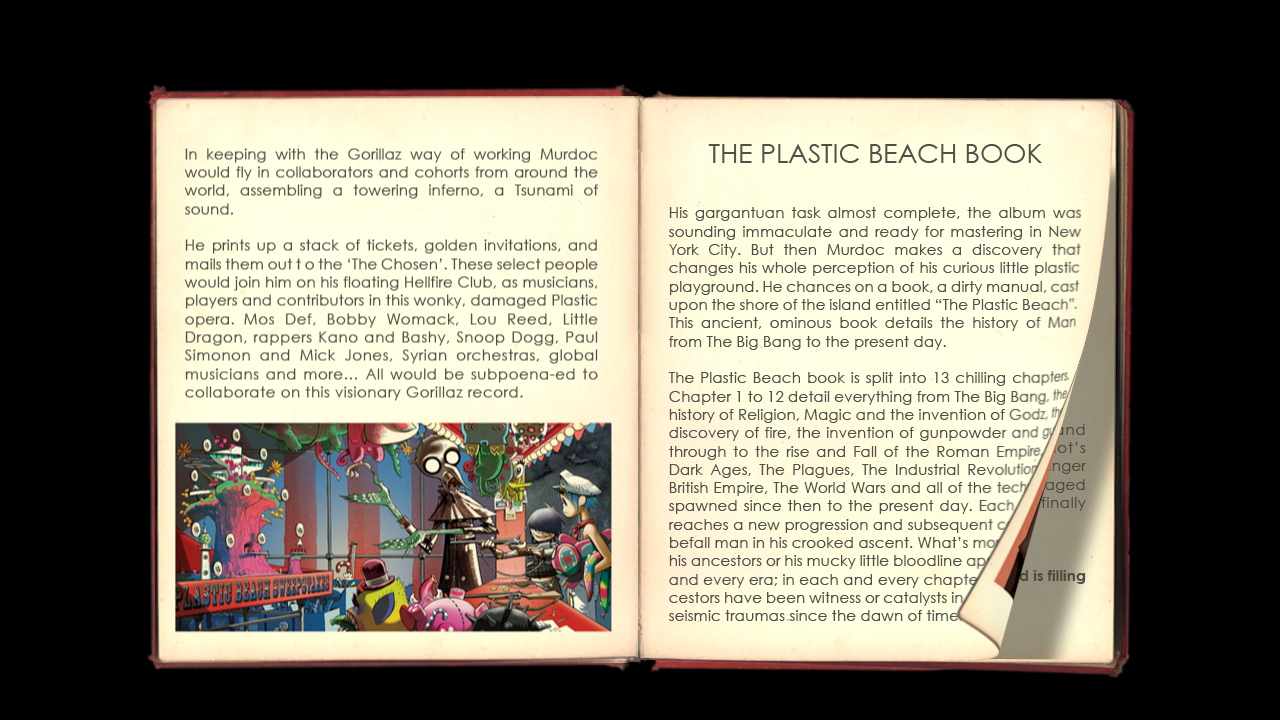 In keeping with the Gorillaz way of working Murdoc
would fly in collaborators and cohorts from around the
world, assembling a towering inferno, a Tsunami of
sound.
He prints up a stack of tickets, golden invitations, and
mails them out t o the ‘The Chosen’. These select people
would join him on his floating Hellfire Club, as musicians,
players and contributors in this wonky, damaged Plastic
opera. Mos Def, Bobby Womack, Lou Reed, Little
Dragon, rappers Kano and Bashy, Snoop Dogg, Paul
Simonon and Mick Jones, Syrian orchestras, global
musicians and more... All would be subpoena-ed to
collaborate on this visionary Gorillaz record.
PLASTIC BEACH SWEEPSTAKES
THE PLASTIC BEACH BOOK
His gargantuan task almost complete, the album was
sounding immaculate and ready for mastering in New
York City. But then Murdoc makes a discovery that
changes his whole perception of his curious little plastic
playground. He chances on a book, a dirty manual, cast
upon the shore of the island entitled “The Plastic Beach”.
This ancient, ominous book details the history of Man
from The Big Bang to the present day.
The Plastic Beach book is split into 13 chilling chapters.
Chapter 1 to 12 detail everything from The Big Bang, the
history of Religion, Magic and the invention of Godz, th
discovery of fire, the invention of gunpowder and g und
through to the rise and Fall of the Roman Empire, ot’s
Dark Ages, The Plagues, The Industrial Revolution nger
British Empire, The World Wars and all of the tech aged
spawned since then to the present day. Each finally
reaches a new progression and subsequent c
befall man in his crooked ascent. What’s mor
his ancestors or his mucky little bloodline ap
and every era; in each and every chapte d is filling
cestors have been witness or catalysts in
seismic traumas since the dawn of time